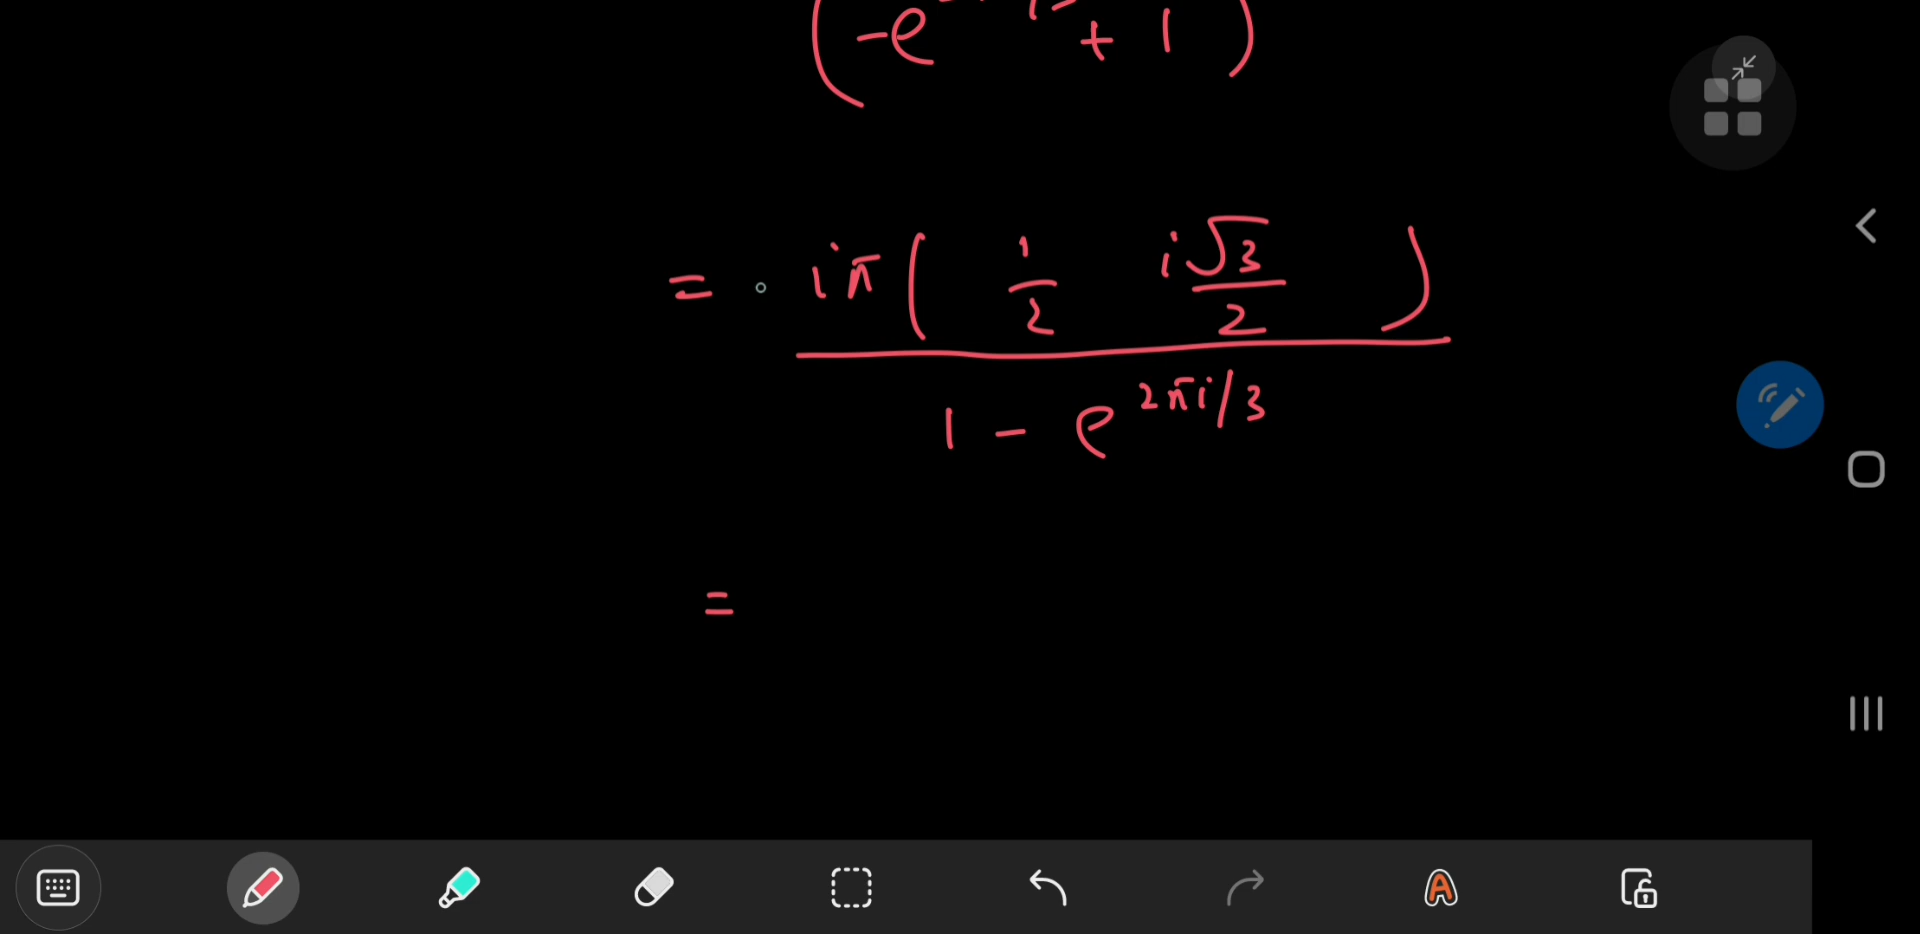 (-e + 1)
= iπ( 1/2 i√3/2 )
1 - e^2πi/3
=
A